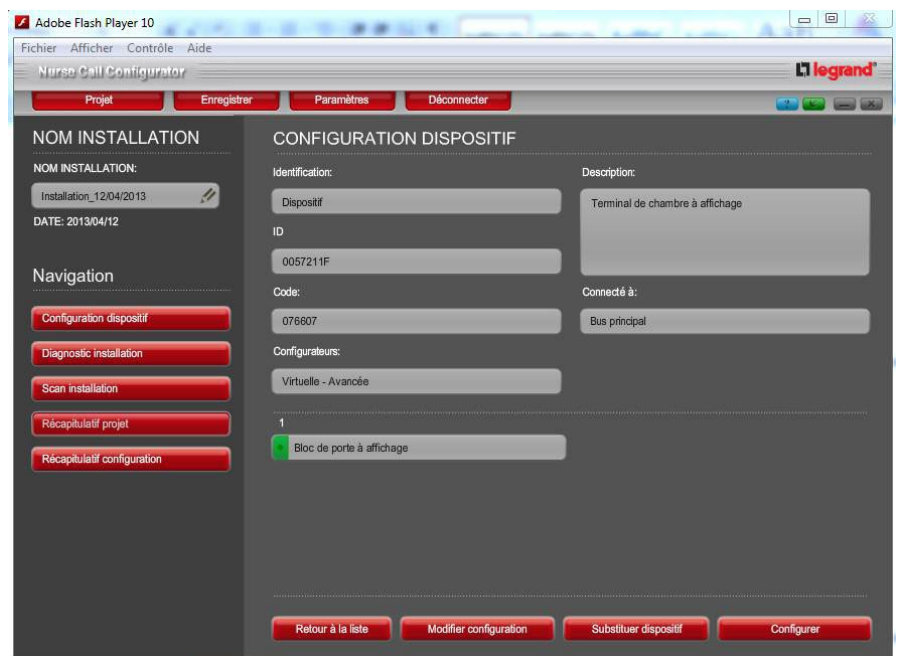 Adobe Flash Player 10
Fichier Afficher Contrôle Aide
Nurse Call Configurator
legrand
Projet Enregistrer Paramètres Déconnecter
NOM INSTALLATION
NOM INSTALLATION:
Installation_12/04/2013
DATE: 2013/04/12
Navigation
Configuration dispositif
Diagnostic installation
Scan installation
Récapitulatif projet
Récapitulatif configuration
CONFIGURATION DISPOSITIF
Identification:
Dispositif
ID
0057211F
Code:
076607
Configurateurs:
Virtuelle - Avancée
Description:
Terminal de chambre à affichage
Connecté à:
Bus principal
1
+ Bloc de porte à affichage
Retour à la liste Modifier configuration Substituer dispositif Configurer